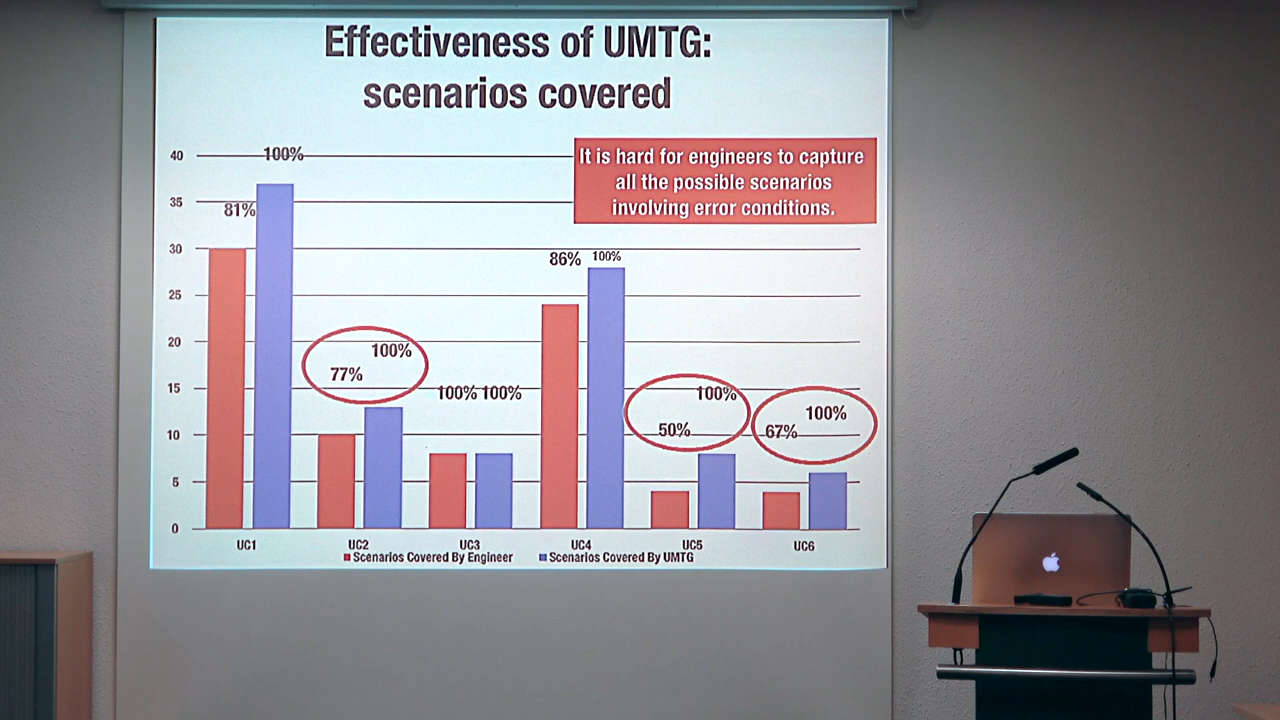 Effectiveness of UMTG:
scenarios covered
It is hard for engineers to capture
all the possible scenarios
involving error conditions.
40
35
30
25
20
15
10
5
0
81%
100%
77%
100%
100%
100%
86%
100%
50%
100%
67%
100%
UC1
UC2
UC3
UC4
UC5
UC6
Scenarios Covered By Engineer
Scenarios Covered By UMTG